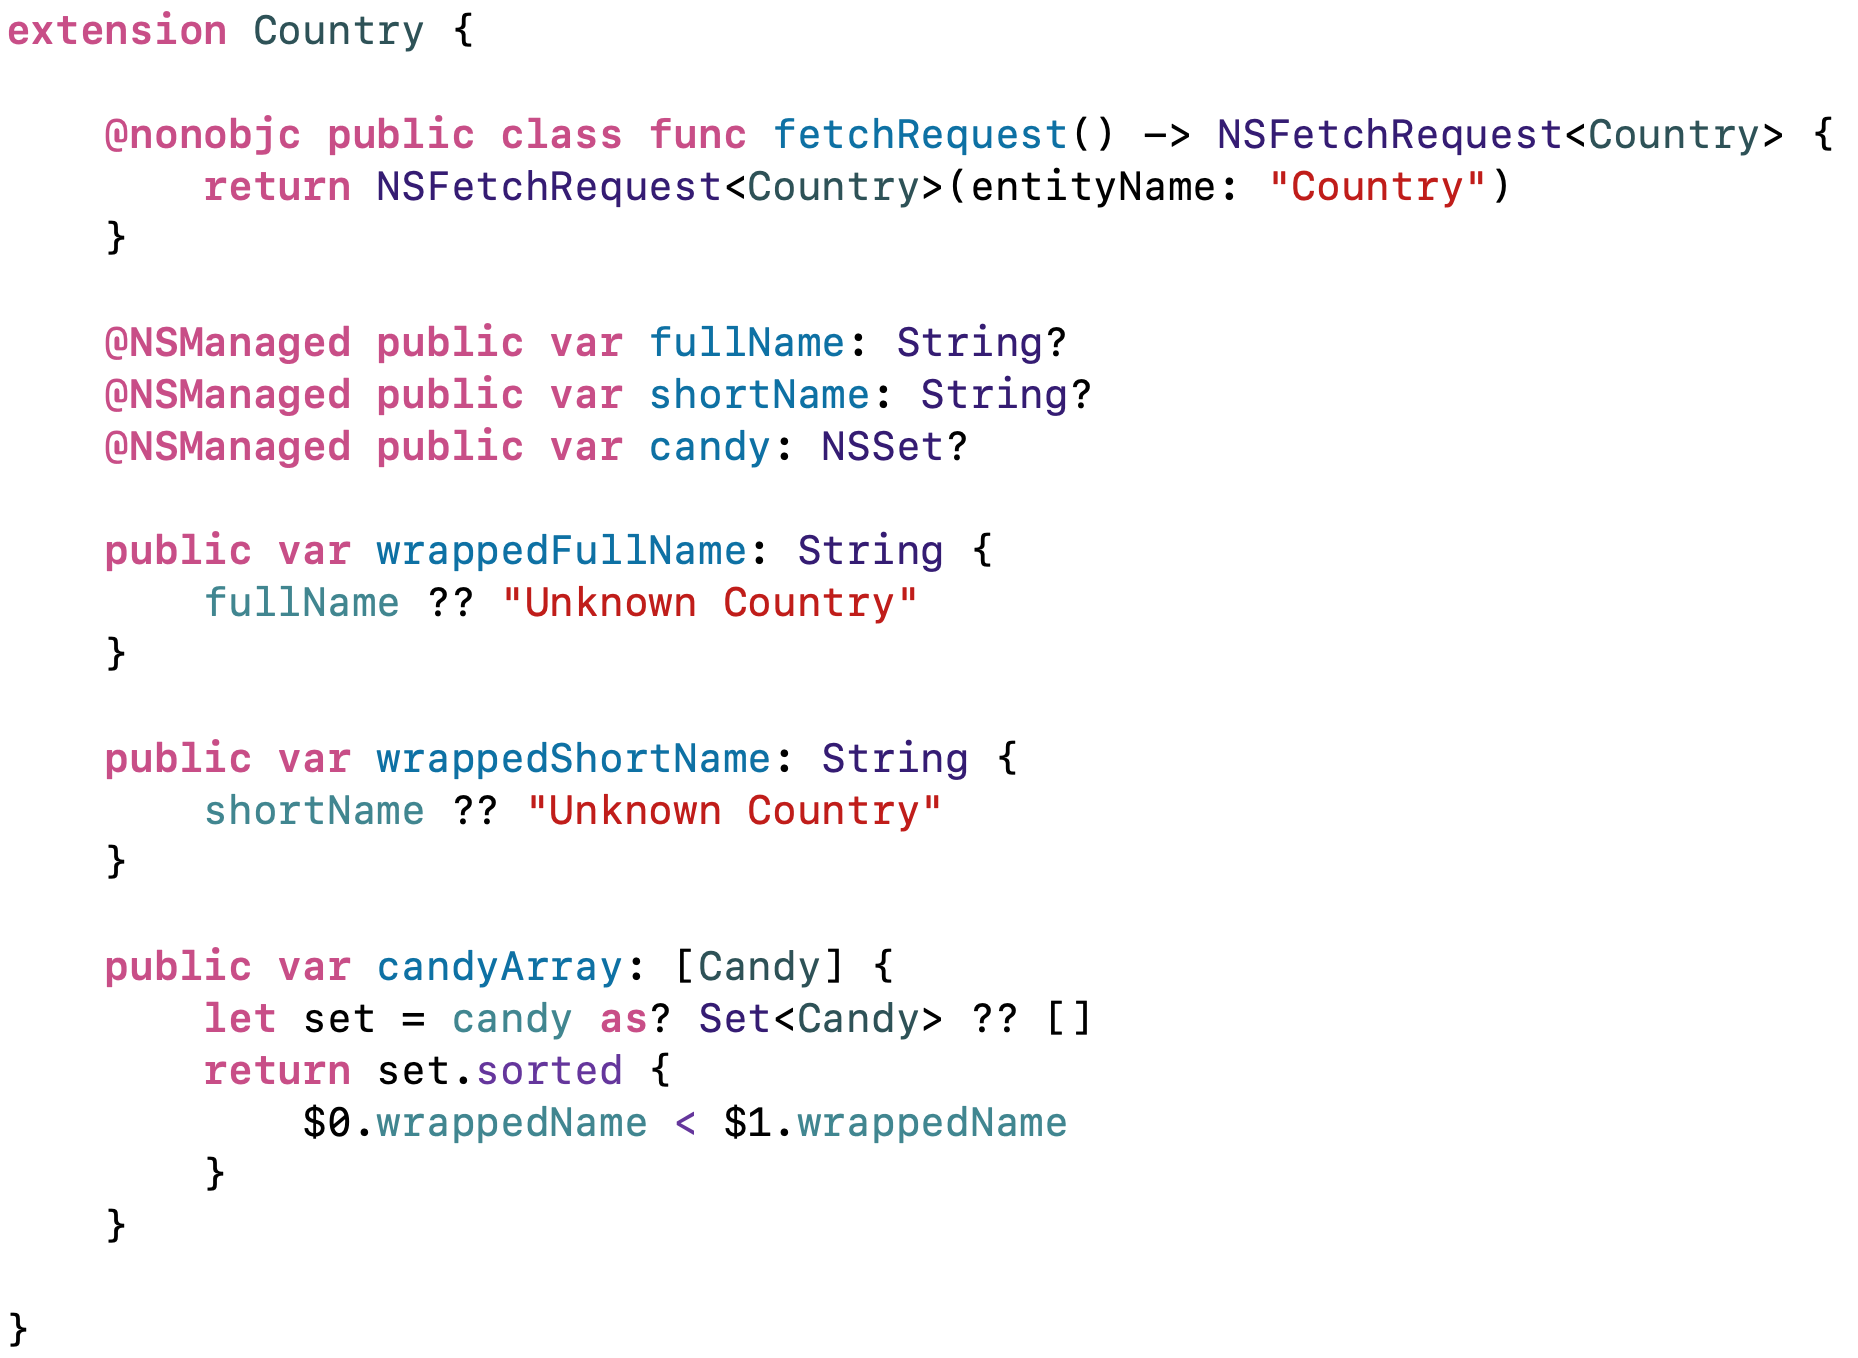 extension Country {
    @nonobjc public class func fetchRequest() -> NSFetchRequest<Country> {
        return NSFetchRequest<Country>(entityName: "Country")
    }
    @NSManaged public var fullName: String?
    @NSManaged public var shortName: String?
    @NSManaged public var candy: NSSet?
    public var wrappedFullName: String {
        fullName ?? "Unknown Country"
    }
    public var wrappedShortName: String {
        shortName ?? "Unknown Country"
    }
    public var candyArray: [Candy] {
        let set = candy as? Set<Candy> ?? []
        return set.sorted {
            $0.wrappedName < $1.wrappedName
        }
    }
}